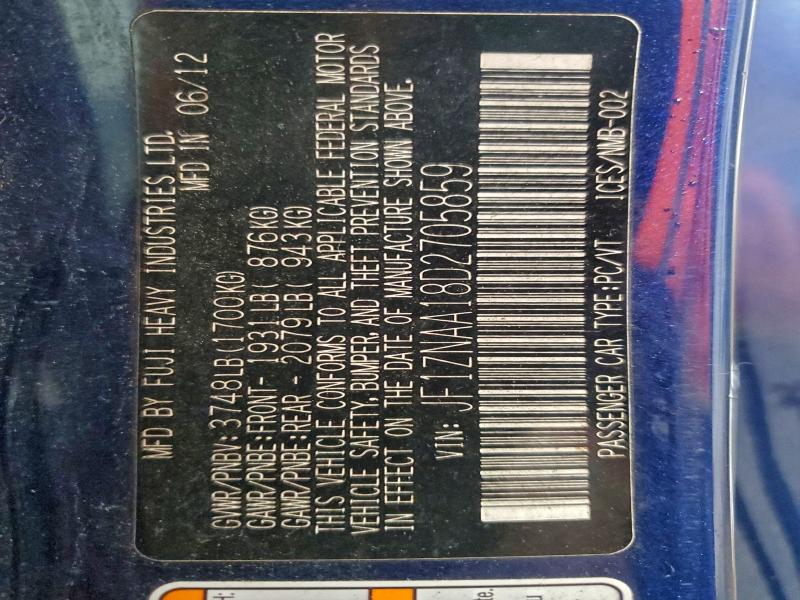 MFD BY FUJI HEAVY INDUSTRIES LTD.
MFD IN 06/12
GVWR/PNBV: 3748LB (1700KG)
GAWR/PNBE:FRONT- 1931LB( 876KG)
GAWR/PNBE:REAR - 2079LB( 943KG)
THIS VEHICLE CONFORMS TO ALL APPLICABLE FEDERAL MOTOR
VEHICLE SAFETY, BUMPER, AND THEFT PREVENTION STANDARDS
IN EFFECT ON THE DATE OF MANUFACTURE SHOWN ABOVE.
VIN: JF1ZNAA18D2705859
PASSENGER CAR TYPE:PC/VT ICES/NMB-002